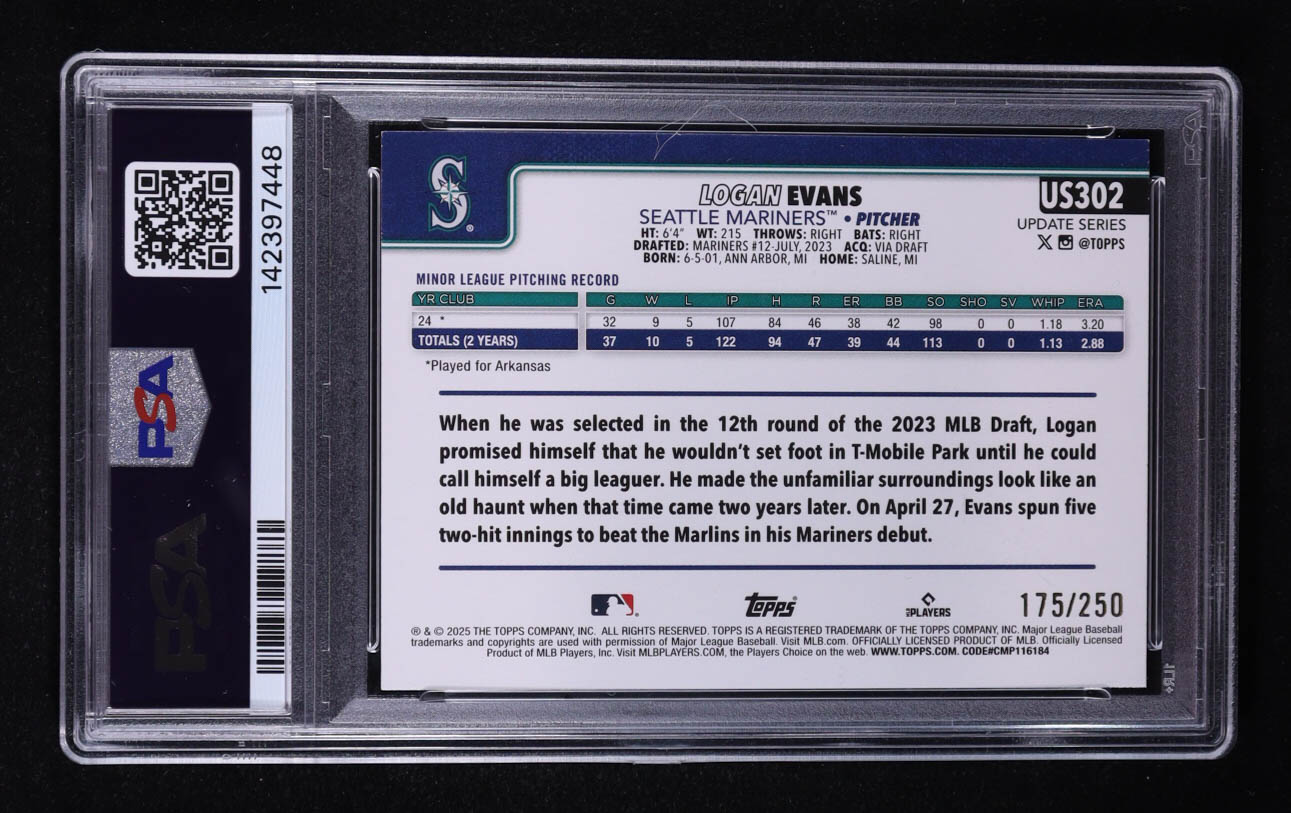 142397448
PSA
PSA
PSA
S
LOGAN EVANS
SEATTLE MARINERS™ • PITCHER
HT: 6'4" WT: 215 THROWS: RIGHT BATS: RIGHT
DRAFTED: MARINERS #12-JULY, 2023 ACQ: VIA DRAFT
BORN: 6-5-01, ANN ARBOR, MI HOME: SALINE, MI
US302
UPDATE SERIES
@TOPPS
MINOR LEAGUE PITCHING RECORD
YR CLUB G W L IP H R ER BB SO SHO SV WHIP ERA
24 * 32 9 5 107 84 46 38 42 98 0 0 1.18 3.20
TOTALS (2 YEARS) 37 10 5 122 94 47 39 44 113 0 0 1.13 2.88
*Played for Arkansas
When he was selected in the 12th round of the 2023 MLB Draft, Logan
promised himself that he wouldn't set foot in T-Mobile Park until he could
call himself a big leaguer. He made the unfamiliar surroundings look like an
old haunt when that time came two years later. On April 27, Evans spun five
two-hit innings to beat the Marlins in his Mariners debut.
Topps
PLAYERS
175/250
® & © 2025 THE TOPPS COMPANY, INC. ALL RIGHTS RESERVED. TOPPS IS A REGISTERED TRADEMARK OF THE TOPPS COMPANY, INC. Major League Baseball
trademarks and copyrights are used with permission of Major League Baseball. Visit MLB.com. OFFICIALLY LICENSED PRODUCT OF MLB. Officially Licensed
Product of MLB Players, Inc. Visit MLBPLAYERS.COM, the Players Choice on the web. WWW.TOPPS.COM. CODE#CMP116184